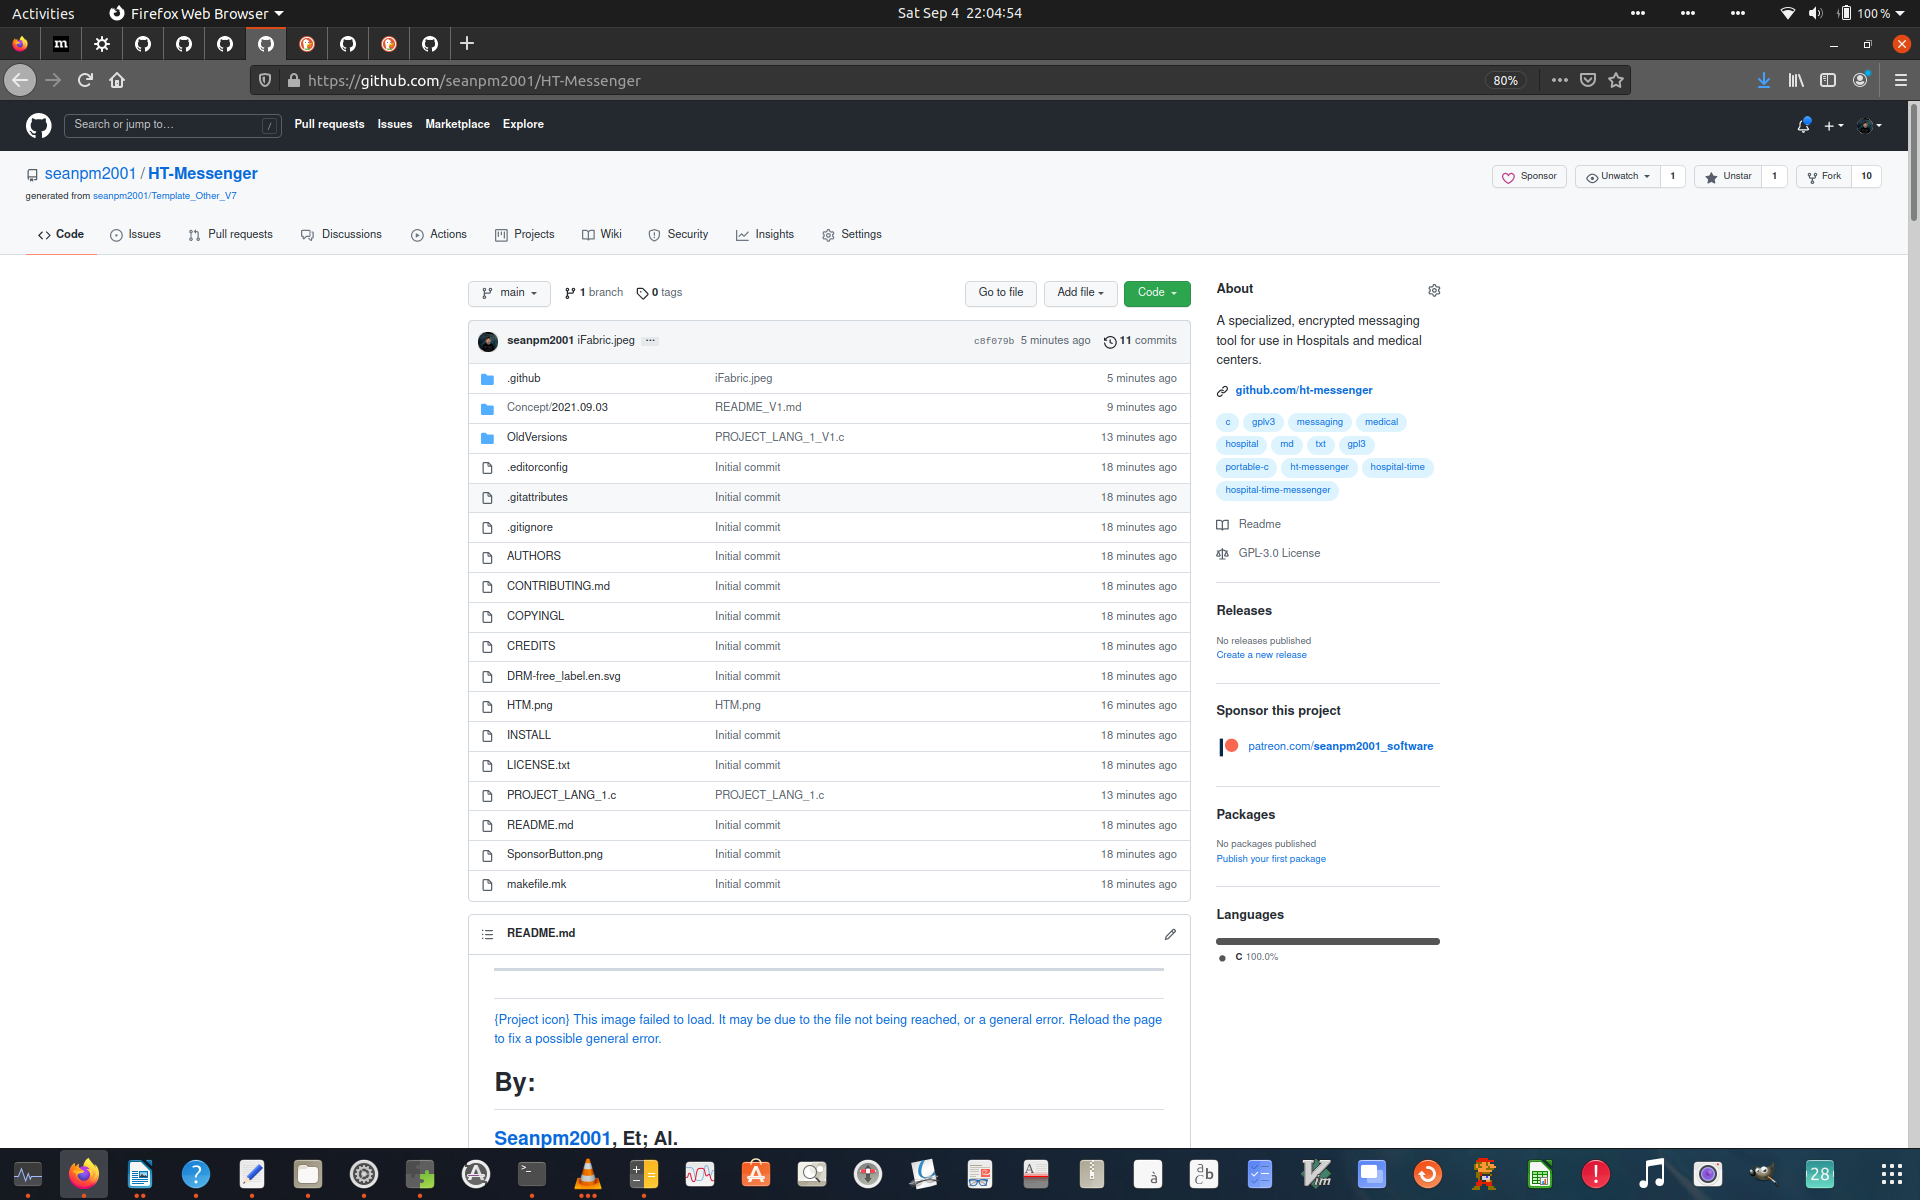 Activities
Firefox Web Browser
Sat Sep 4 22:04:54
100 %
m
https://github.com/seanpm2001/HT-Messenger
80%
Search or jump to…
/
Pull requests
Issues
Marketplace
Explore
seanpm2001 / HT-Messenger
generated from seanpm2001/Template_Other_V7
Sponsor
Unwatch
1
Unstar
1
Fork
10
Code
Issues
Pull requests
Discussions
Actions
Projects
Wiki
Security
Insights
Settings
main
1 branch
0 tags
Go to file
Add file
Code
seanpm2001 iFabric.jpeg
c8f079b 5 minutes ago
11 commits
.github iFabric.jpeg 5 minutes ago
Concept/2021.09.03 README_V1.md 9 minutes ago
OldVersions PROJECT_LANG_1_V1.c 13 minutes ago
.editorconfig Initial commit 18 minutes ago
.gitattributes Initial commit 18 minutes ago
.gitignore Initial commit 18 minutes ago
AUTHORS Initial commit 18 minutes ago
CONTRIBUTING.md Initial commit 18 minutes ago
COPYINGL Initial commit 18 minutes ago
CREDITS Initial commit 18 minutes ago
DRM-free_label.en.svg Initial commit 18 minutes ago
HTM.png HTM.png 16 minutes ago
INSTALL Initial commit 18 minutes ago
LICENSE.txt Initial commit 18 minutes ago
PROJECT_LANG_1.c PROJECT_LANG_1.c 13 minutes ago
README.md Initial commit 18 minutes ago
SponsorButton.png Initial commit 18 minutes ago
makefile.mk Initial commit 18 minutes ago
README.md
{Project icon} This image failed to load. It may be due to the file not being reached, or a general error. Reload the page
to fix a possible general error.
By:
Seanpm2001, Et; Al.
About
A specialized, encrypted messaging
tool for use in Hospitals and medical
centers.
github.com/ht-messenger
c gplv3 messaging medical
hospital md txt gpl3
portable-c ht-messenger hospital-time
hospital-time-messenger
Readme
GPL-3.0 License
Releases
No releases published
Create a new release
Sponsor this project
patreon.com/seanpm2001_software
Packages
No packages published
Publish your first package
Languages
C 100.0%
28